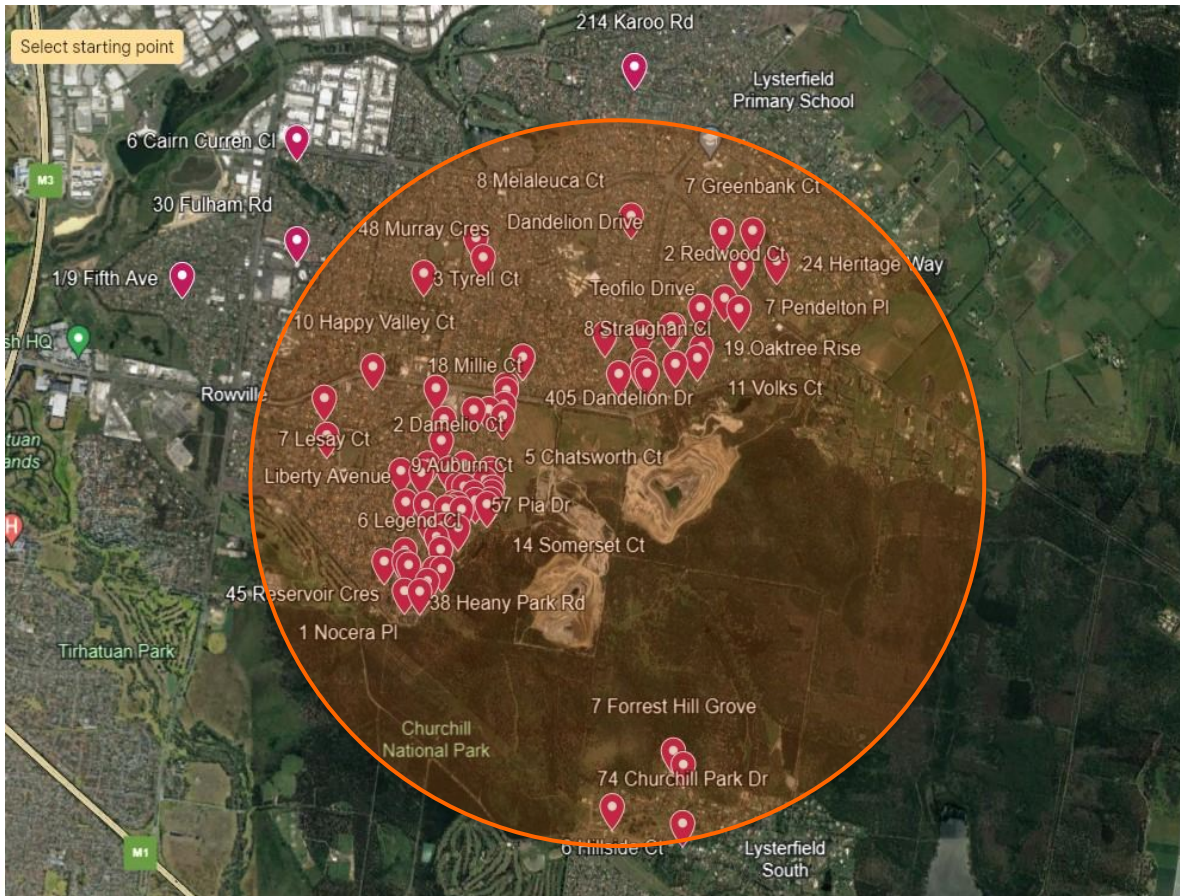 214 Karoo Rd
Select starting point
Lysterfield
Primary School
6 Cairn Curren Cl
M3
8 Melaleuca Ct
7 Greenbank Ct
30 Fulham Rd
Dandelion Drive
48 Murray Cres
2 Redwood Ct
24 Heritage Way
1/9 Fifth Ave
3 Tyrell Ct
Teofilo Drive
7 Pendelton Pl
10 Happy Valley Ct
8 Straughan Cl
sh HQ
19 Oaktree Rise
18 Millie Ct
11 Volks Ct
Rowville
405 Dandelion Dr
2 Damelio Ct
7 Lesay Ct
tuan
ands
5 Chatsworth Ct
9 Auburn Ct
Liberty Avenue
57 Pia Dr
6 Legend Cl
H
14 Somerset Ct
45 Reservoir Cres
38 Heany Park Rd
1 Nocera Pl
Tirhatuan Park
7 Forrest Hill Grove
Churchill
National Park
74 Churchill Park Dr
6 Hillside Ct
M1
Lysterfield
South